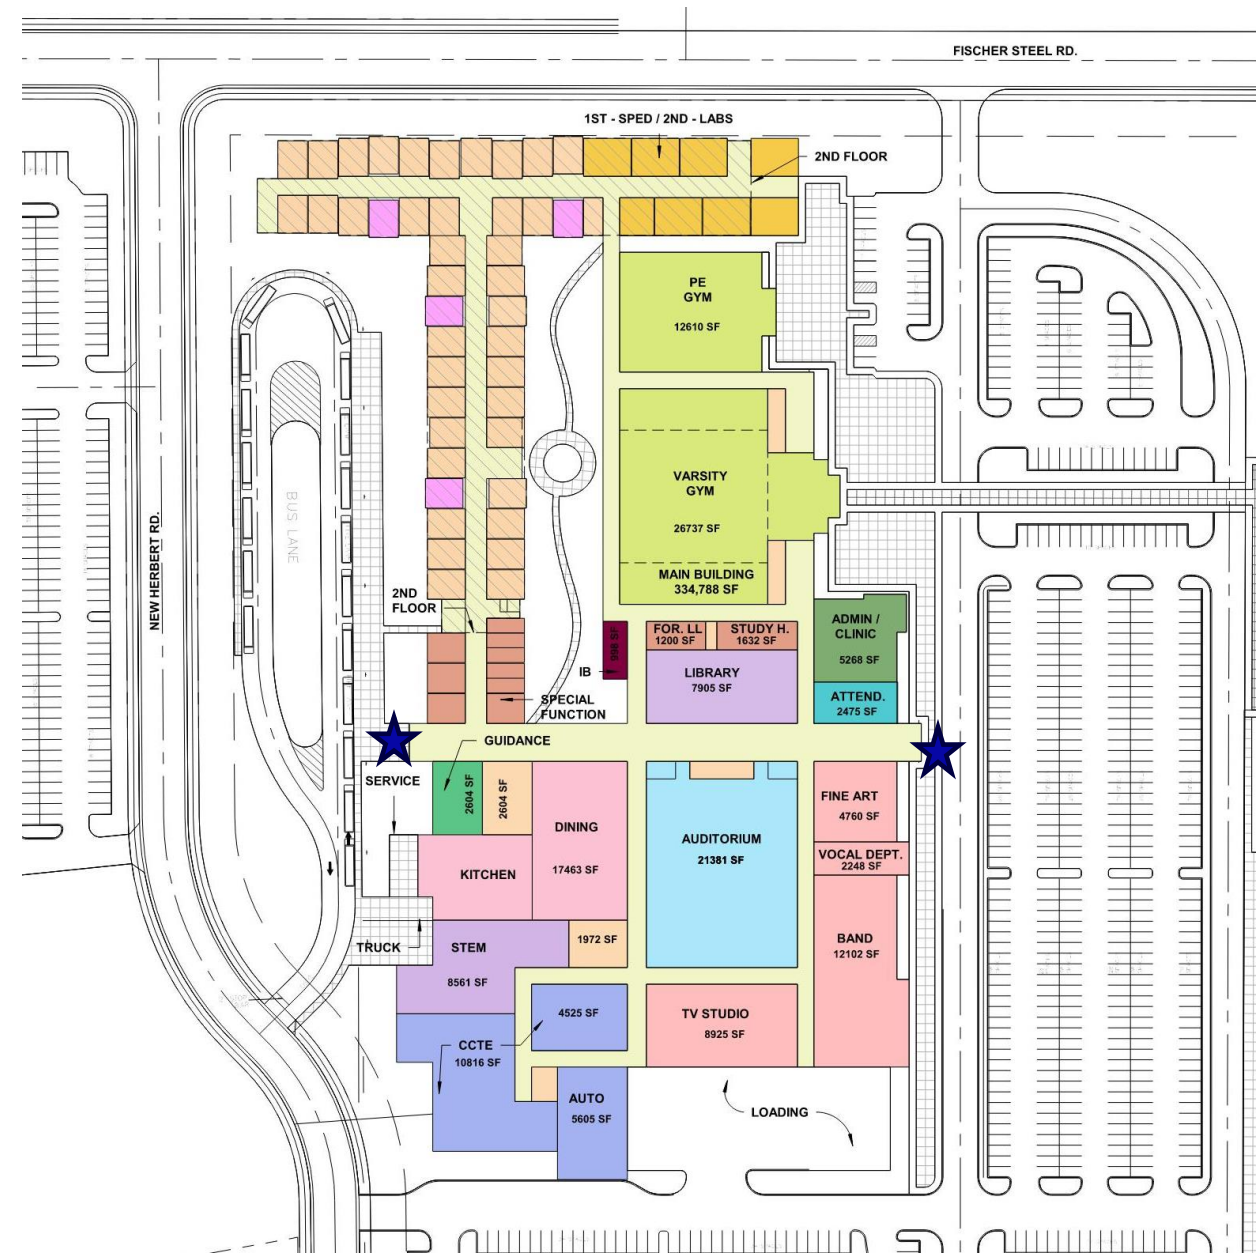 FISCHER STEEL RD.
1ST - SPED / 2ND - LABS
2ND FLOOR
PE
GYM
12610 SF
VARSITY
GYM
26737 SF
MAIN BUILDING
334,788 SF
BUS LANE
NEW HERBERT RD.
2ND
FLOOR
ADMIN /
CLINIC
5268 SF
FOR. LL
1200 SF
STUDY H.
1632 SF
998 SF
IB
LIBRARY
7905 SF
ATTEND.
2475 SF
SPECIAL
FUNCTION
GUIDANCE
SERVICE
2604 SF
2604 SF
DINING
17463 SF
AUDITORIUM
21381 SF
FINE ART
4760 SF
VOCAL DEPT.
2248 SF
KITCHEN
BAND
12102 SF
TRUCK
STEM
8561 SF
1972 SF
4525 SF
TV STUDIO
8925 SF
CCTE
10816 SF
AUTO
5605 SF
LOADING